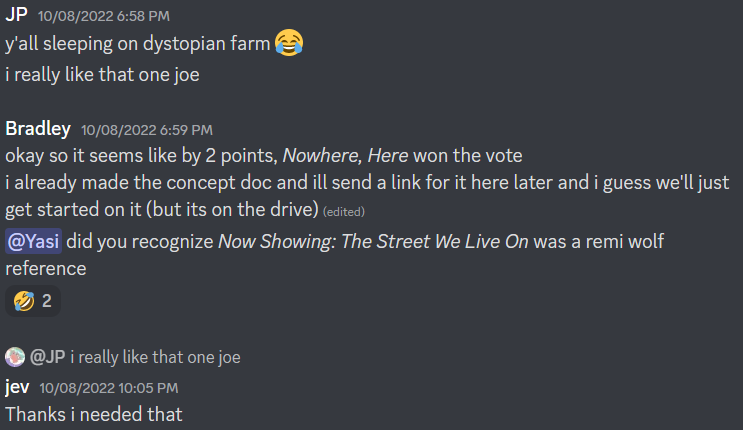 JP 10/08/2022 6:58 PM
y'all sleeping on dystopian farm 😂
i really like that one joe
Bradley 10/08/2022 6:59 PM
okay so it seems like by 2 points, Nowhere, Here won the vote
i already made the concept doc and ill send a link for it here later and i guess we'll just
get started on it (but its on the drive) (edited)
@Yasi did you recognize Now Showing: The Street We Live On was a remi wolf
reference
🤣 2
@JP i really like that one joe
jev 10/08/2022 10:05 PM
Thanks i needed that